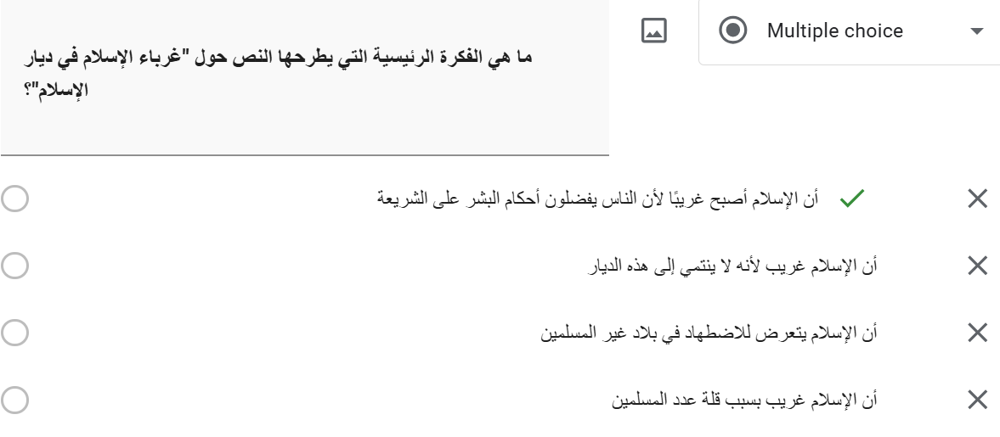 ما هي الفكرة الرئيسية التي يطرحها النص حول "غرباء الإسلام في ديار
الإسلام"؟
Multiple choice
أن الإسلام أصبح غريبًا لأن الناس يفضلون أحكام البشر على الشريعة
أن الإسلام غريب لأنه لا ينتمي إلى هذه الديار
أن الإسلام يتعرض للاضطهاد في بلاد غير المسلمين
أن الإسلام غريب بسبب قلة عدد المسلمين